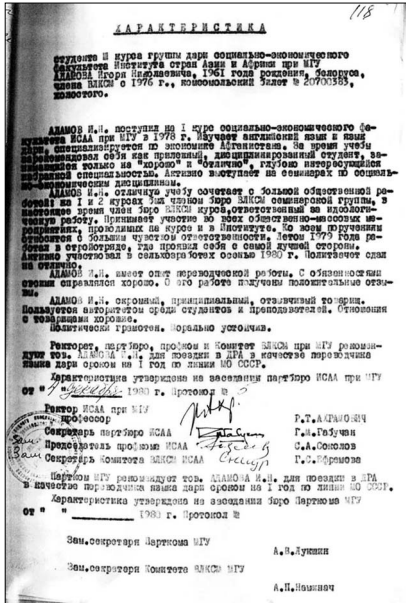 118
ХАРАКТЕРИСТИКА
студента Ш курса группы дари социально-экономического
факультета Института стран Азии и Африки при МГУ
АДАМОВА Игоря Николаевича, 1961 года рождения, белоруса,
члена ВЛКСМ с 1976 г., комсомольский билет № 20700383,
холостого.
АДАМОВ И.Н. поступил на I курс социально-экономического фа-
культета ИСАА при МГУ в 1978 г. Изучает английский язык и язык
дари, специализируется по экономике Афганистана. За время учебы
зарекомендовал себя как прилежный, дисциплинированный студент, за-
нимающийся только на "хорошо" и "отлично", глубоко интересующийся
избранной специальностью. Активно выступает на семинарах по социаль-
но-экономическим дисциплинам.
АДАМОВ И.Н. отличную учебу сочетает с большой общественной ра-
ботой: на I и 2 курсах был членом бюро ВЛКСМ семинарской группы, в
настоящее время член бюро ВЛКСМ курса, ответственный за идеологи-
ческую работу. Принимает участие во всех общественно-массовых ме-
роприятиях, проводимых на курсе и в Институте. Ко всем поручениям
относится с большим чувством ответственности. Летом 1979 года ра-
ботал в стройотряде, где проявил себя с самой лучшей стороны.
Активно участвовал в сельхозработах осенью 1980 г. Политзачет сдал
на отлично.
АДАМОВ И.Н. имеет опыт переводческой работы. С обязанностями
своими справлялся хорошо. О его работе получены положительные отзы-
вы.
АДАМОВ И.Н. скромный, принципиальный, отзывчивый товарищ.
Пользуется авторитетом среди студентов и преподавателей. Отношения
с товарищами хорошие.
Политически грамотен. Морально устойчив.
Ректорат, партбюро, профком и Комитет ВЛКСМ при МГУ рекомен-
дуют тов. АДАМОВА И.Н. для поездки в ДРА в качестве переводчика
языка дари сроком на I год по линии МО СССР.
Характеристика утверждена на заседании партбюро ИСАА при МГУ
от "4" декабря 1980 г. Протокол №
Ректор ИСАА при МГУ
профессор Р.Т.АХРАМОВИЧ
Секретарь партбюро ИСАА Г.М.Габучан
Председатель профкома ИСАА С.А.Соколов
Секретарь Комитета ВЛКСМ ИСАА Г.С.Ефремова
Партком МГУ рекомендует тов. АДАМОВА И.Н. для поездки в ДРА
в качестве переводчика языка дари сроком на I год по линии МО СССР.
Характеристика утверждена на заседании бюро Парткома МГУ
от " " 1980 г. Протокол №
Зам.секретаря Парткома МГУ
А.В.Лукашин
Зам.секретаря Комитета ВЛКСМ МГУ
А.П.Наминач